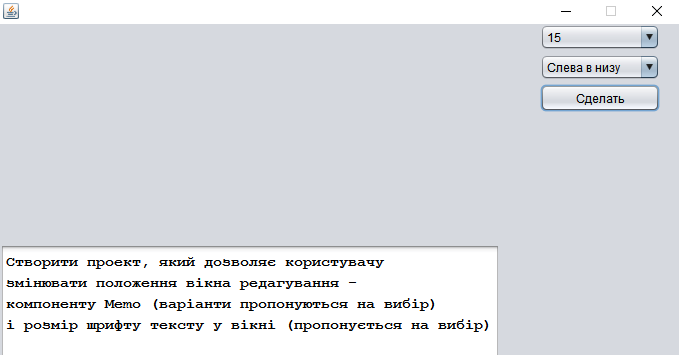 15
Слева в низу
Сделать
Створити проект, який дозволяє користувачу
змінювати положення вікна редагування –
компоненту Memo (варіанти пропонуються на вибір)
і розмір шрифту тексту у вікні (пропонується на вибір)